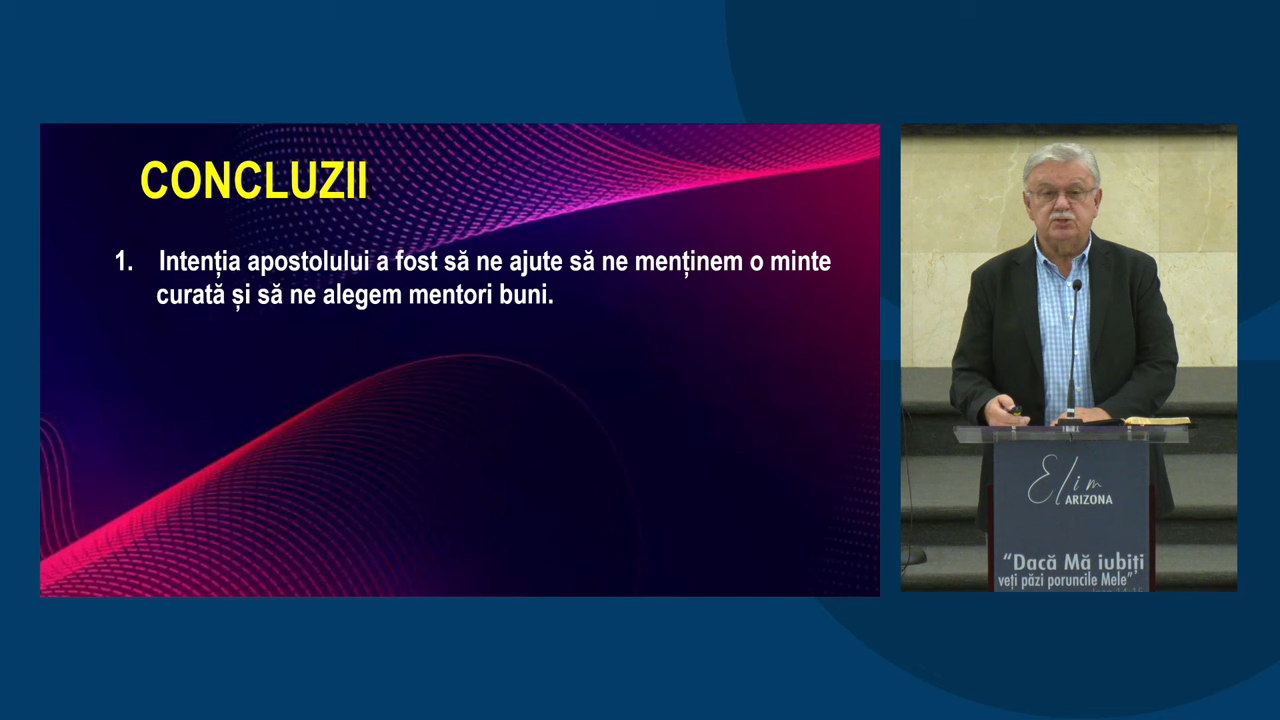 CONCLUZII
1. Intenția apostolului a fost să ne ajute să ne menținem o minte
curată și să ne alegem mentori buni.
Elim
ARIZONA
“Dacă Mă iubiți
veți păzi poruncile Mele”